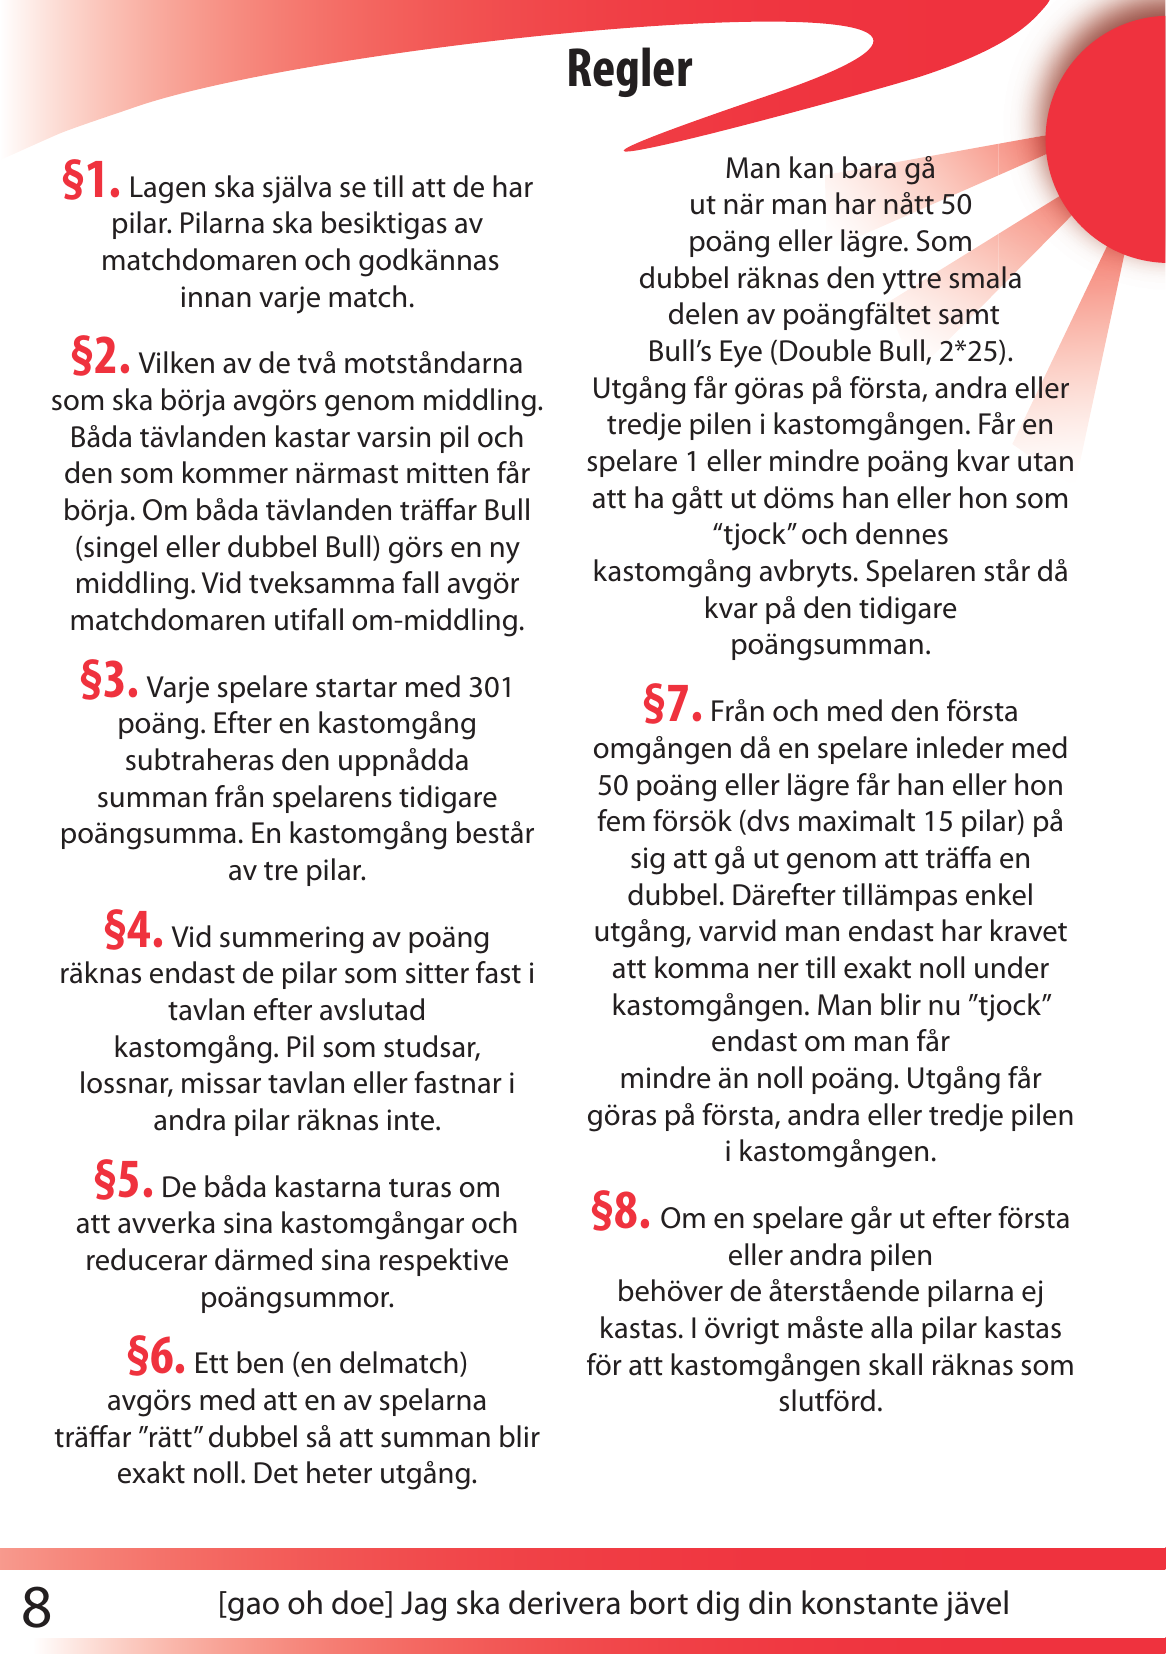 Regler
§1. Lagen ska själva se till att de har
pilar. Pilarna ska besiktigas av
matchdomaren och godkännas
innan varje match.
§2. Vilken av de två motståndarna
som ska börja avgörs genom middling.
Båda tävlanden kastar varsin pil och
den som kommer närmast mitten får
börja. Om båda tävlanden träffar Bull
(singel eller dubbel Bull) görs en ny
middling. Vid tveksamma fall avgör
matchdomaren utifall om-middling.
§3. Varje spelare startar med 301
poäng. Efter en kastomgång
subtraheras den uppnådda
summan från spelarens tidigare
poängsumma. En kastomgång består
av tre pilar.
§4. Vid summering av poäng
räknas endast de pilar som sitter fast i
tavlan efter avslutad
kastomgång. Pil som studsar,
lossnar, missar tavlan eller fastnar i
andra pilar räknas inte.
§5. De båda kastarna turas om
att avverka sina kastomgångar och
reducerar därmed sina respektive
poängsummor.
§6. Ett ben (en delmatch)
avgörs med att en av spelarna
träffar ”rätt” dubbel så att summan blir
exakt noll. Det heter utgång.
Man kan bara gå
ut när man har nått 50
poäng eller lägre. Som
dubbel räknas den yttre smala
delen av poängfältet samt
Bull’s Eye (Double Bull, 2*25).
Utgång får göras på första, andra eller
tredje pilen i kastomgången. Får en
spelare 1 eller mindre poäng kvar utan
att ha gått ut döms han eller hon som
“tjock” och dennes
kastomgång avbryts. Spelaren står då
kvar på den tidigare
poängsumman.
§7. Från och med den första
omgången då en spelare inleder med
50 poäng eller lägre får han eller hon
fem försök (dvs maximalt 15 pilar) på
sig att gå ut genom att träffa en
dubbel. Därefter tillämpas enkel
utgång, varvid man endast har kravet
att komma ner till exakt noll under
kastomgången. Man blir nu ”tjock”
endast om man får
mindre än noll poäng. Utgång får
göras på första, andra eller tredje pilen
i kastomgången.
§8. Om en spelare går ut efter första
eller andra pilen
behöver de återstående pilarna ej
kastas. I övrigt måste alla pilar kastas
för att kastomgången skall räknas som
slutförd.
8
[gao oh doe] Jag ska derivera bort dig din konstante jävel